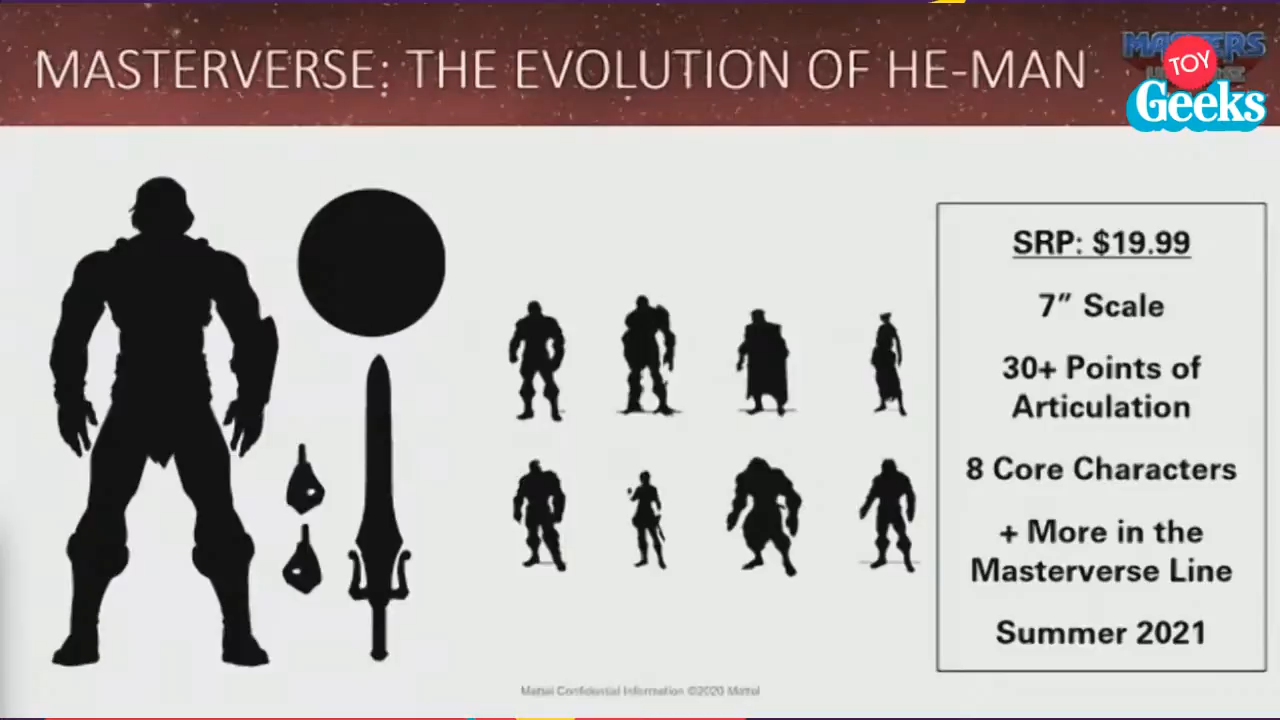 MASTERVERSE: THE EVOLUTION OF HE-MAN
MASTERS
TOY
Geeks
SRP: $19.99
7” Scale
30+ Points of
Articulation
8 Core Characters
+ More in the
Masterverse Line
Summer 2021
Mattel Confidential Information ©2020 Mattel